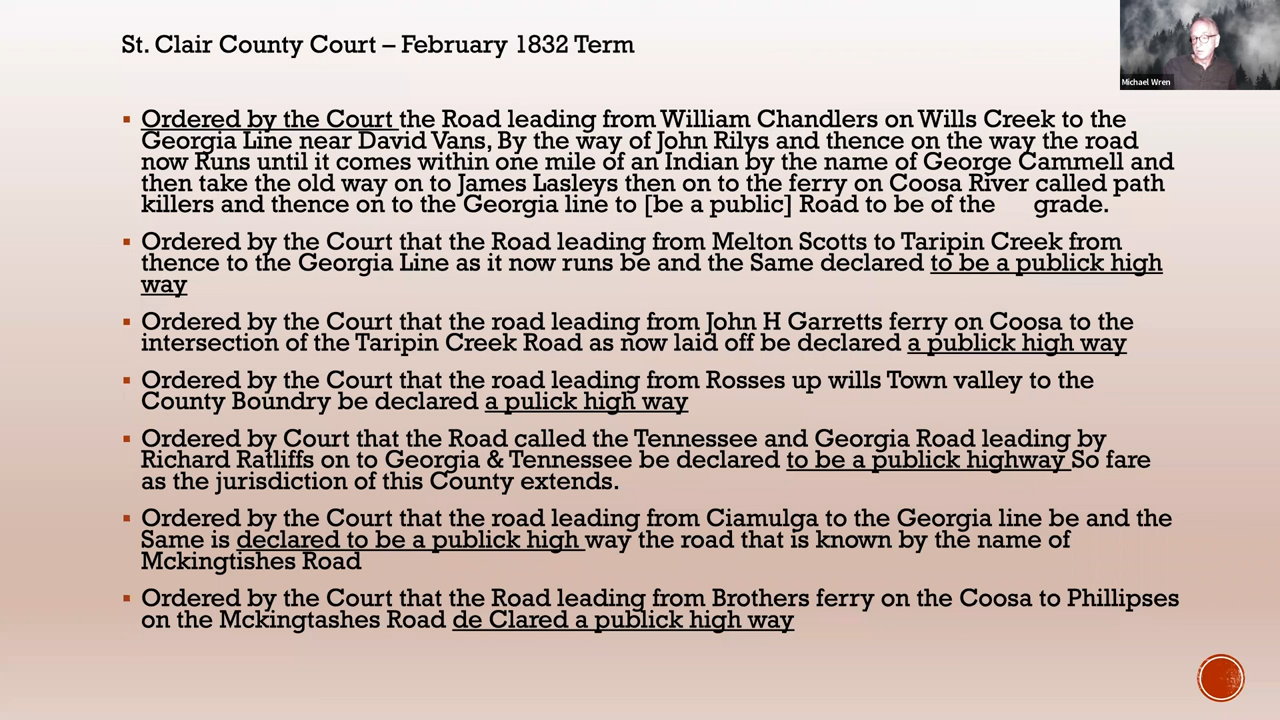 St. Clair County Court – February 1832 Term
Michael Wren
Ordered by the Court the Road leading from William Chandlers on Wills Creek to the
Georgia Line near David Vans, By the way of John Rilys and thence on the way the road
now Runs until it comes within one mile of an Indian by the name of George Cammell and
then take the old way on to James Lasleys then on to the ferry on Coosa River called path
killers and thence on to the Georgia line to [be a public] Road to be of the grade.
Ordered by the Court that the Road leading from Melton Scotts to Taripin Creek from
thence to the Georgia Line as it now runs be and the Same declared to be a publick high
way
Ordered by the Court that the road leading from John H Garretts ferry on Coosa to the
intersection of the Taripin Creek Road as now laid off be declared a publick high way
Ordered by the Court that the road leading from Rosses up wills Town valley to the
County Boundry be declared a pulick high way
Ordered by Court that the Road called the Tennessee and Georgia Road leading by
Richard Ratliffs on to Georgia & Tennessee be declared to be a publick highway So fare
as the jurisdiction of this County extends.
Ordered by the Court that the road leading from Ciamulga to the Georgia line be and the
Same is declared to be a publick high way the road that is known by the name of
Mckingtishes Road
Ordered by the Court that the Road leading from Brothers ferry on the Coosa to Phillipses
on the Mckingtashes Road de Clared a publick high way